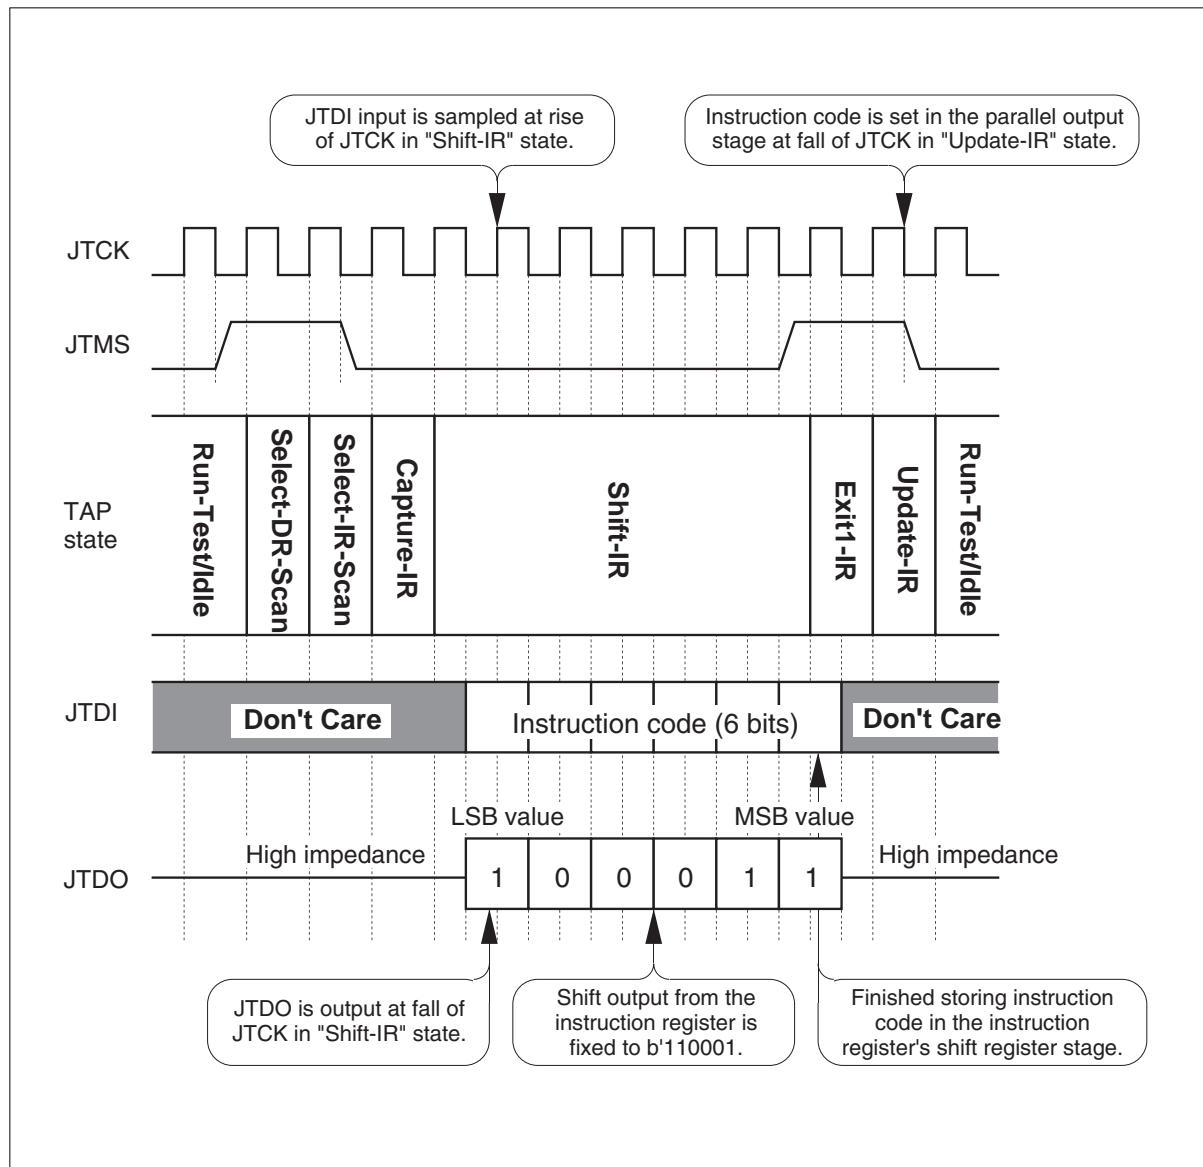 JTDI input is sampled at rise
of JTCK in "Shift-IR" state.
Instruction code is set in the parallel output
stage at fall of JTCK in "Update-IR" state.
JTCK
JTMS
TAP
state
Run-Test/Idle
Select-DR-Scan
Select-IR-Scan
Capture-IR
Shift-IR
Exit1-IR
Update-IR
Run-Test/Idle
JTDI
Don't Care
Instruction code (6 bits)
Don't Care
LSB value
MSB value
High impedance
High impedance
JTDO
1 0 0 0 1 1
JTDO is output at fall of
JTCK in "Shift-IR" state.
Shift output from the
instruction register is
fixed to b'110001.
Finished storing instruction
code in the instruction
register's shift register stage.